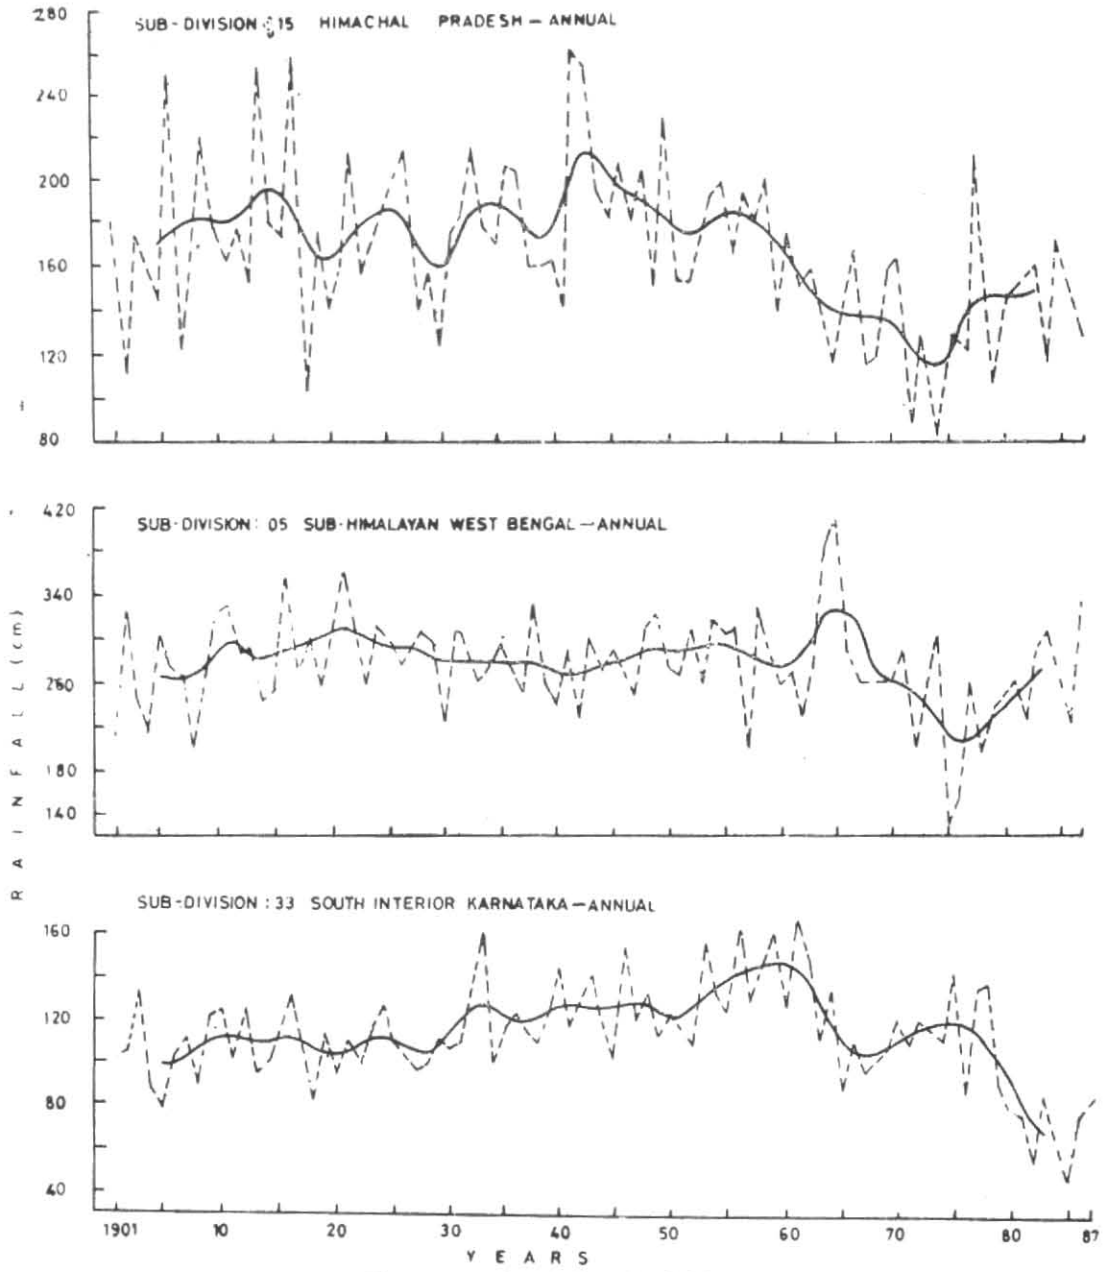 280
SUB-DIVISION : 15 HIMACHAL PRADESH – ANNUAL
240
200
160
120
80
420
SUB-DIVISION: 05 SUB-HIMALAYAN WEST BENGAL – ANNUAL
340
260
180
140
RAINFALL (cm)
SUB-DIVISION : 33 SOUTH INTERIOR KARNATAKA – ANNUAL
160
120
80
40
1901 10 20 30 40 50 60 70 80 87
YEARS